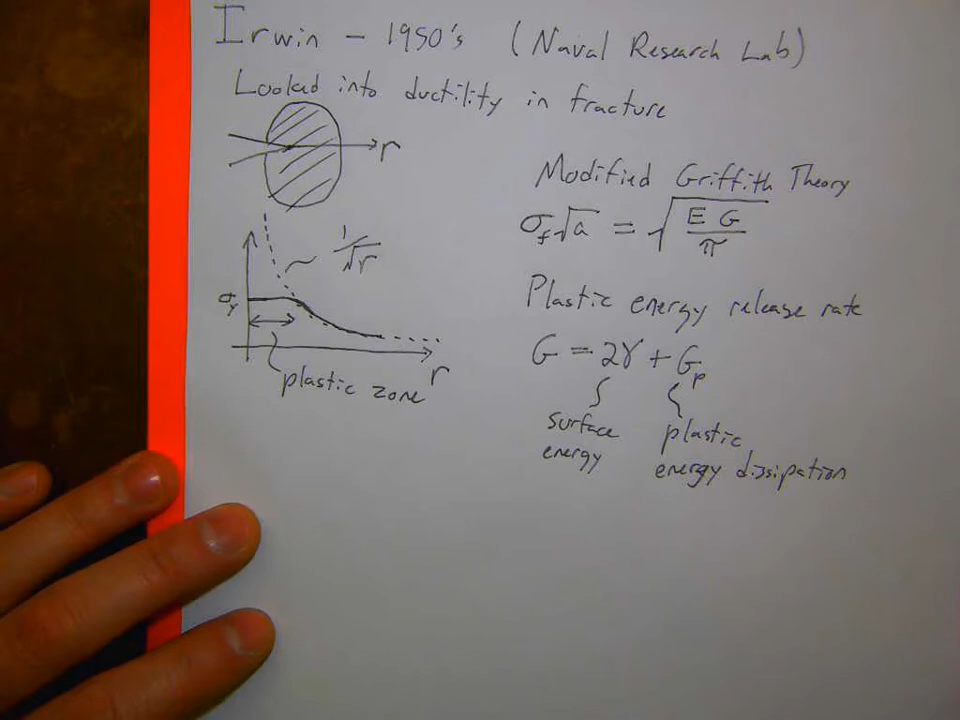 Irwin - 1950's (Naval Research Lab)
Looked into ductility in fracture
r
1/√r
σy
r
plastic zone
Modified Griffith Theory
σf√a = √(E G/π)
Plastic energy release rate
G = 2γ + Gp
surface energy
plastic energy dissipation